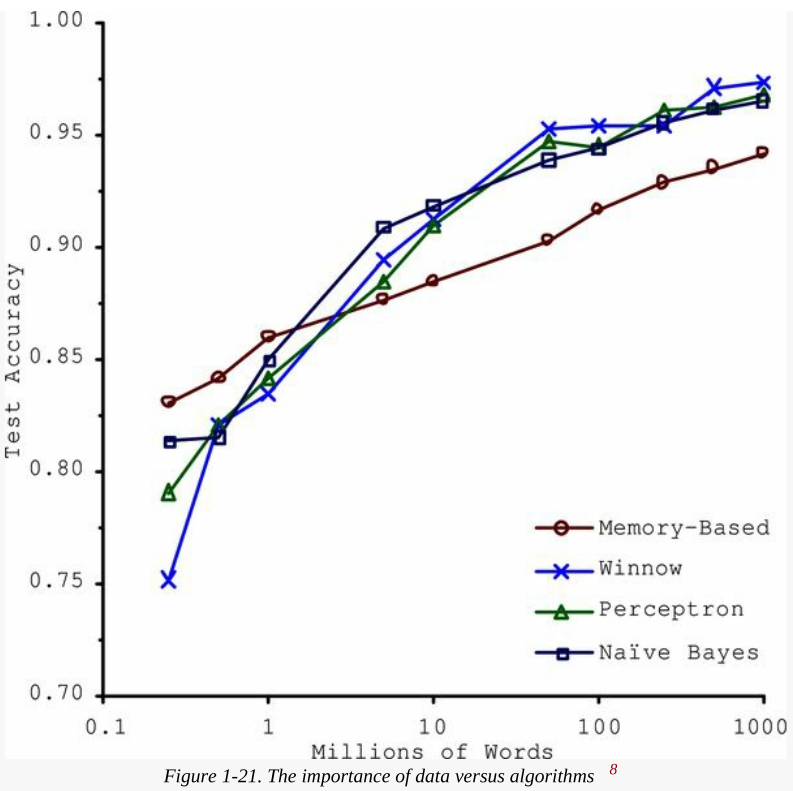 1.00
0.95
0.90
0.85
0.80
0.75
0.70
Test Accuracy
Memory-Based
Winnow
Perceptron
Naïve Bayes
0.1 1 10 100 1000
Millions of Words
Figure 1-21. The importance of data versus algorithms 8